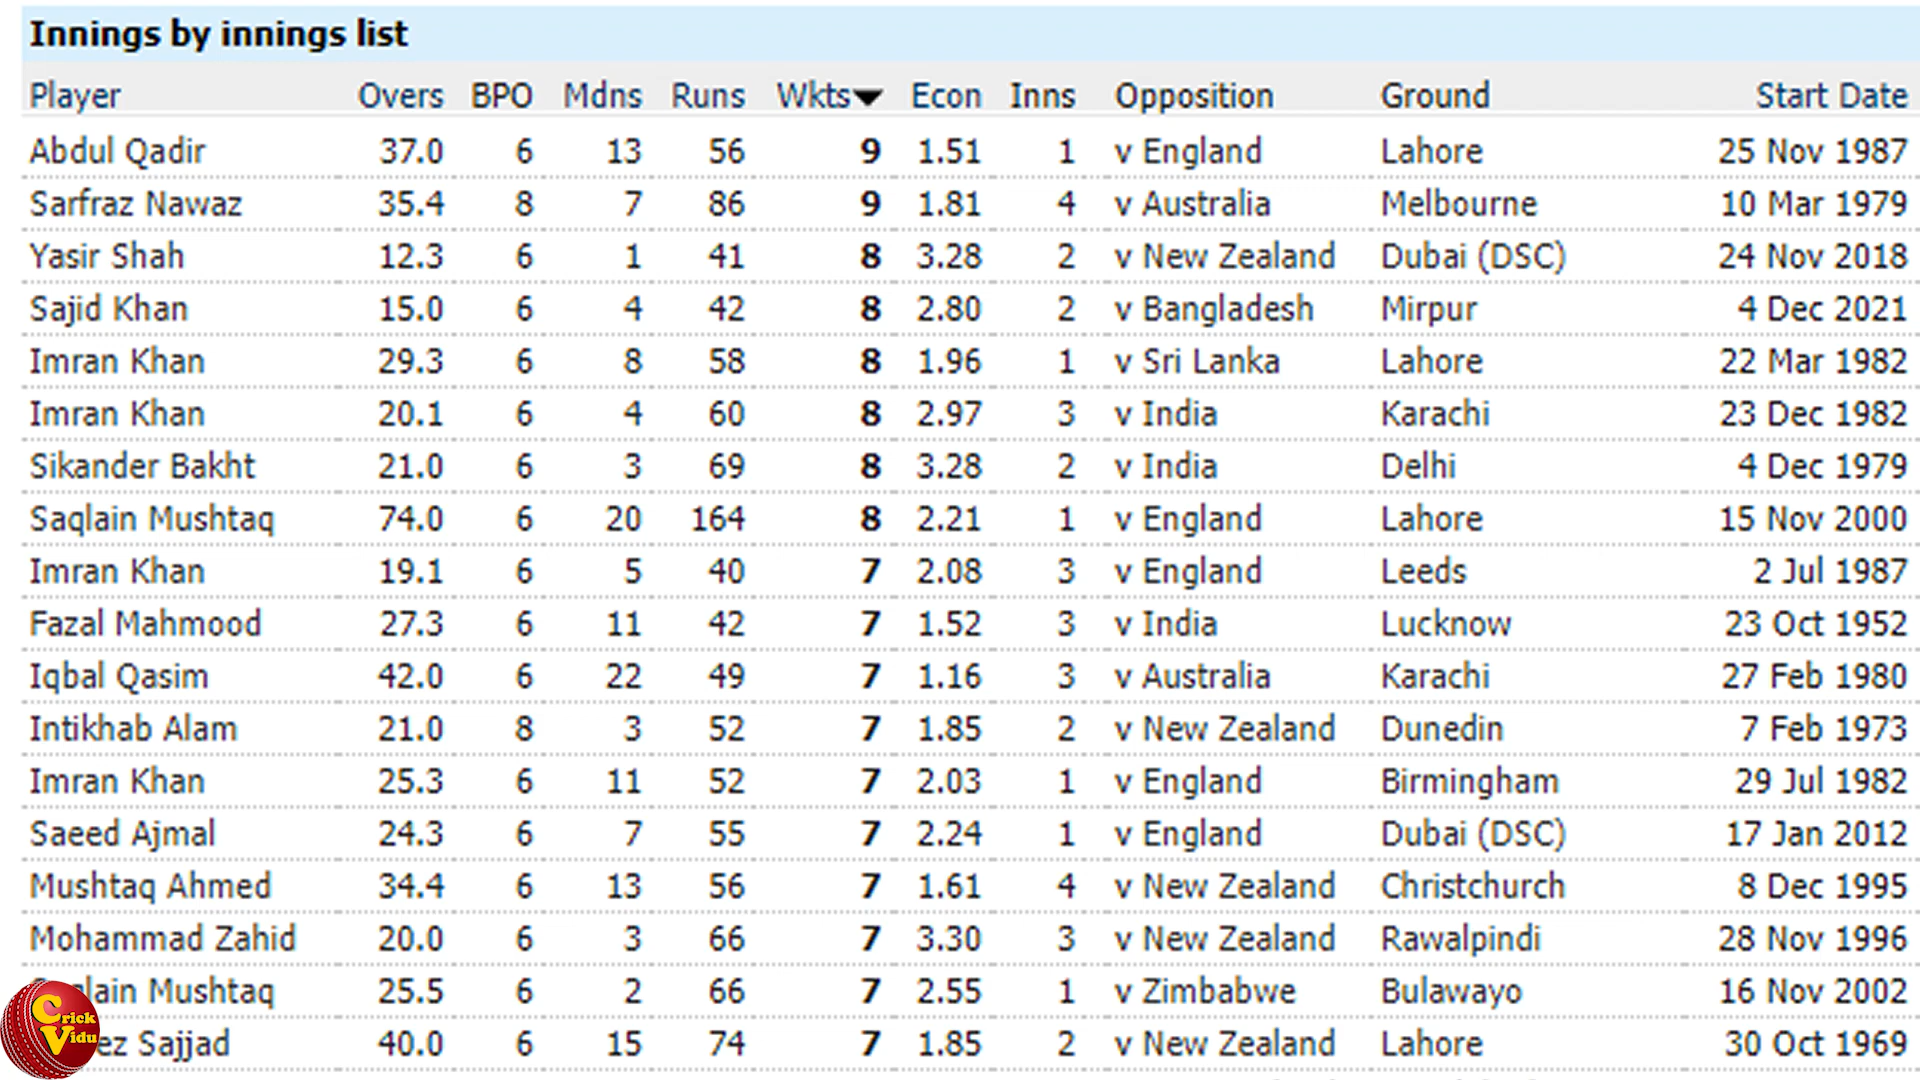 Innings by innings list
Player Overs BPO Mdns Runs Wkts Econ Inns Opposition Ground Start Date
Abdul Qadir 37.0 6 13 56 9 1.51 1 v England Lahore 25 Nov 1987
Sarfraz Nawaz 35.4 8 7 86 9 1.81 4 v Australia Melbourne 10 Mar 1979
Yasir Shah 12.3 6 1 41 8 3.28 2 v New Zealand Dubai (DSC) 24 Nov 2018
Sajid Khan 15.0 6 4 42 8 2.80 2 v Bangladesh Mirpur 4 Dec 2021
Imran Khan 29.3 6 8 58 8 1.96 1 v Sri Lanka Lahore 22 Mar 1982
Imran Khan 20.1 6 4 60 8 2.97 3 v India Karachi 23 Dec 1982
Sikander Bakht 21.0 6 3 69 8 3.28 2 v India Delhi 4 Dec 1979
Saqlain Mushtaq 74.0 6 20 164 8 2.21 1 v England Lahore 15 Nov 2000
Imran Khan 19.1 6 5 40 7 2.08 3 v England Leeds 2 Jul 1987
Fazal Mahmood 27.3 6 11 42 7 1.52 3 v India Lucknow 23 Oct 1952
Iqbal Qasim 42.0 6 22 49 7 1.16 3 v Australia Karachi 27 Feb 1980
Intikhab Alam 21.0 8 3 52 7 1.85 2 v New Zealand Dunedin 7 Feb 1973
Imran Khan 25.3 6 11 52 7 2.03 1 v England Birmingham 29 Jul 1982
Saeed Ajmal 24.3 6 7 55 7 2.24 1 v England Dubai (DSC) 17 Jan 2012
Mushtaq Ahmed 34.4 6 13 56 7 1.61 4 v New Zealand Christchurch 8 Dec 1995
Mohammad Zahid 20.0 6 3 66 7 3.30 3 v New Zealand Rawalpindi 28 Nov 1996
Mushtaq 25.5 6 2 66 7 2.55 1 v Zimbabwe Bulawayo 16 Nov 2002
Sajjad 40.0 6 15 74 7 1.85 2 v New Zealand Lahore 30 Oct 1969
Crick
Vidu